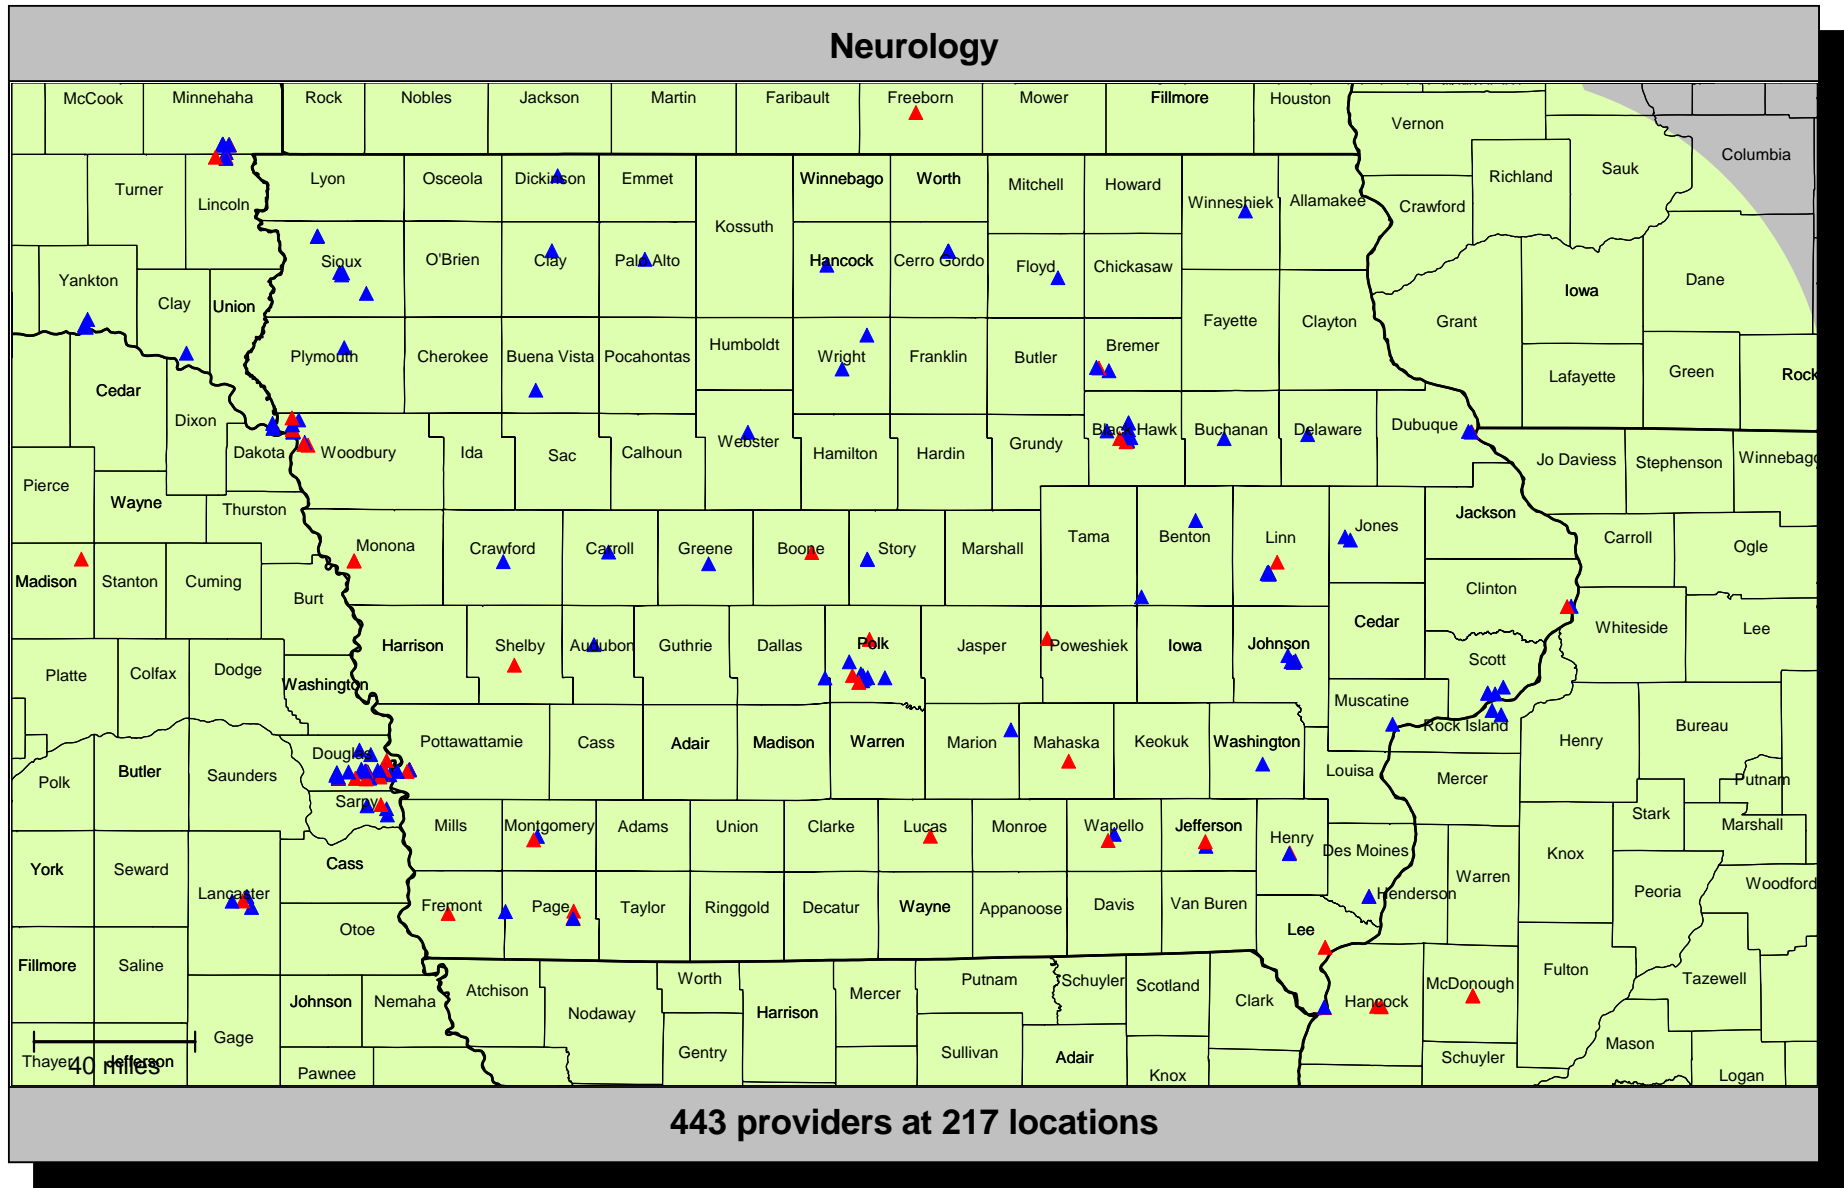 Neurology
McCook Minnehaha Rock Nobles Jackson Martin Faribault Freeborn Mower Fillmore Houston
Vernon
Columbia
Sauk
Richland
Turner Lyon Osceola Dickinson Emmet Winnebago Worth Mitchell Howard
Lincoln Winneshiek Allamakee Crawford
Kossuth
Yankton Sioux O'Brien Clay Palo Alto Hancock Cerro Gordo Floyd Chickasaw
Dane
Iowa
Clay Union
Fayette Clayton Grant
Plymouth Cherokee Buena Vista Pocahontas Humboldt Wright Franklin Butler Bremer
Lafayette Green Rock
Cedar
Dixon
Dakota Woodbury Ida Sac Calhoun Webster Hamilton Hardin Grundy Black Hawk Buchanan Delaware Dubuque
Jo Daviess Stephenson Winnebago
Pierce
Wayne Thurston
Jackson
Monona Crawford Carroll Greene Boone Story Marshall Tama Benton Linn Jones
Carroll Ogle
Madison Stanton Cuming
Burt
Clinton
Cedar Whiteside Lee
Harrison Shelby Audubon Guthrie Dallas Polk Jasper Poweshiek Iowa Johnson
Scott
Platte Colfax Dodge
Washington
Muscatine
Rock Island
Bureau
Henry
Douglas Pottawattamie Cass Adair Madison Warren Marion Mahaska Keokuk Washington
Polk Butler Saunders
Louisa Mercer Putnam
Sarpy
Stark
Marshall
Mills Montgomery Adams Union Clarke Lucas Monroe Wapello Jefferson Henry
Des Moines Knox
York Seward Cass
Warren
Peoria Woodford
Lancaster
Henderson
Fremont Page Taylor Ringgold Decatur Wayne Appanoose Davis Van Buren
Otoe
Lee
Fillmore Saline
Fulton
Tazewell
McDonough
Worth Putnam Schuyler Scotland
Atchison Mercer Clark Hancock
Johnson Nemaha
Nodaway Harrison
Gage
Mason
Gentry Sullivan Adair
Schuyler
Thayer Jefferson
40 miles
Pawnee
Knox
Logan
443 providers at 217 locations